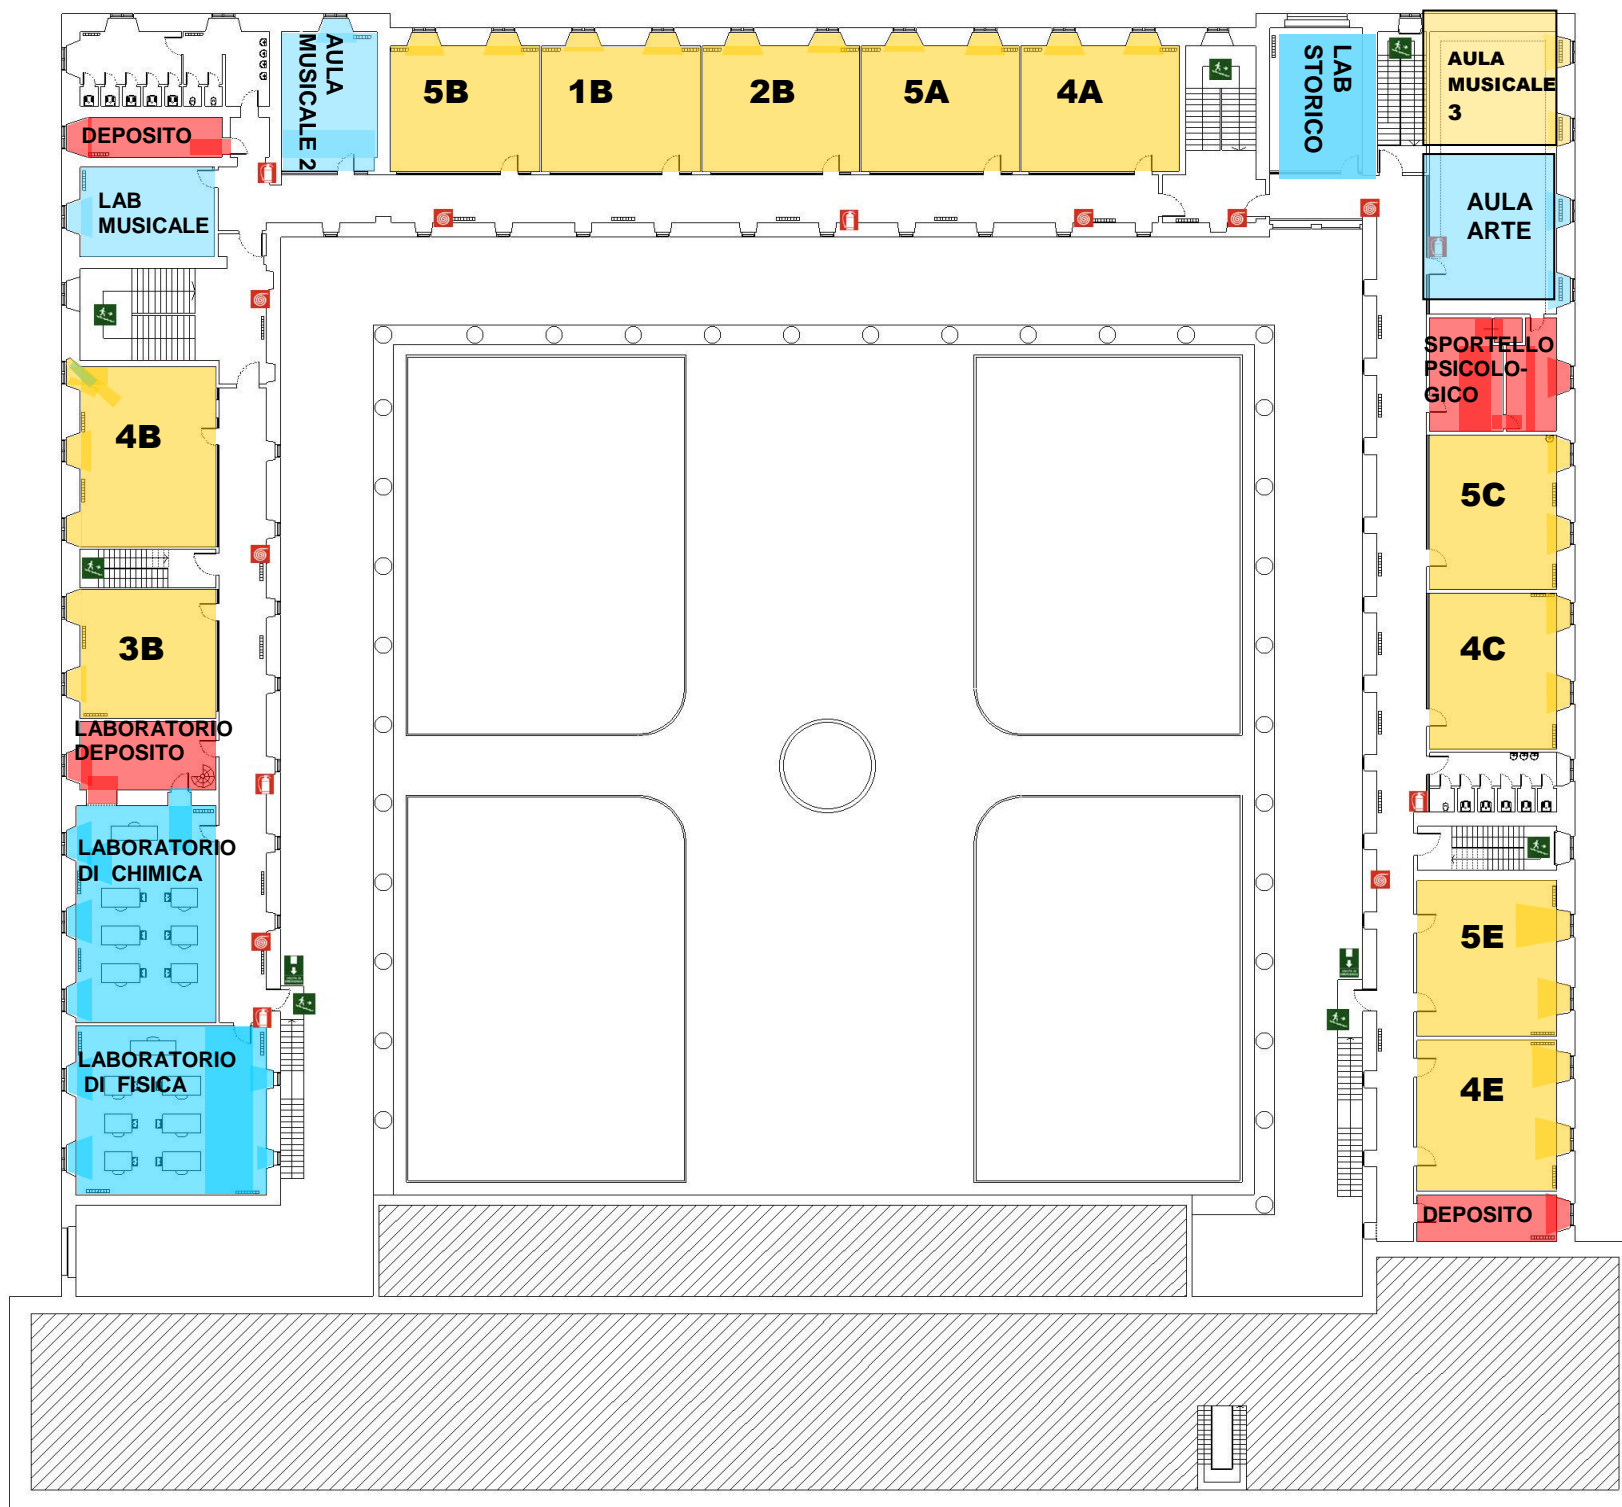 AULA
MUSICALE 2
5B
1B
2B
5A
4A
LAB
STORICO
AULA
MUSICALE
3
DEPOSITO
LAB
MUSICALE
AULA
ARTE
SPORTELLO
PSICOLO-
GICO
4B
5C
3B
4C
LABORATORIO
DEPOSITO
LABORATORIO
DI CHIMICA
5E
LABORATORIO
DI FISICA
4E
DEPOSITO